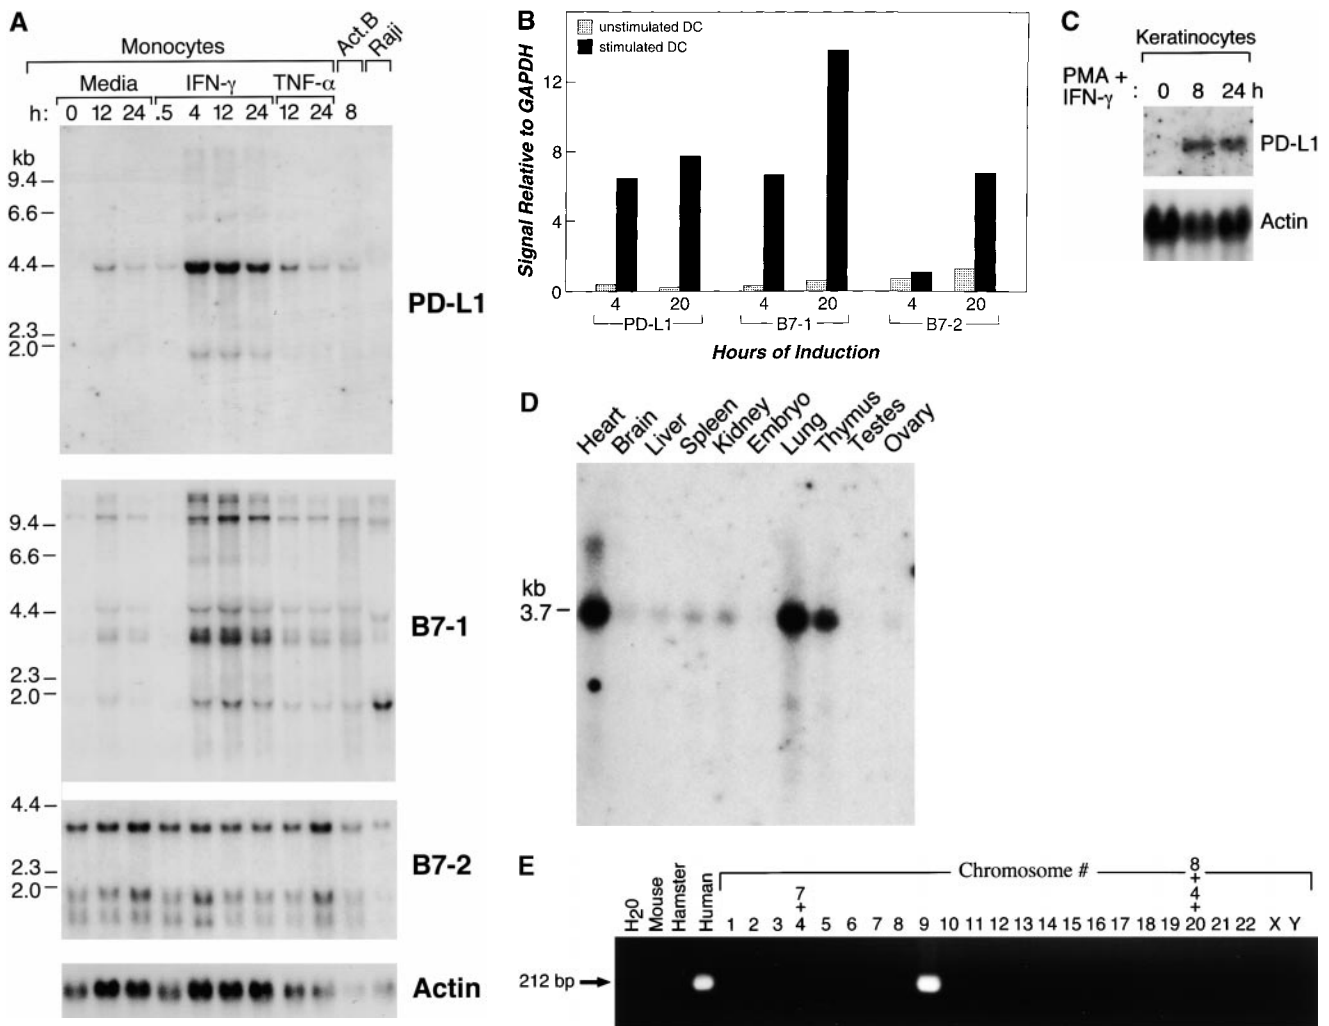 A
Monocytes
Act.B
Raji
Media
IFN-γ
TNF-α
h: 0 12 24 .5 4 12 24 12 24 8
kb
9.4
6.6
4.4
2.3
2.0
PD-L1
9.4
6.6
4.4
2.3
2.0
B7-1
4.4
2.3
2.0
B7-2
Actin
B
unstimulated DC
stimulated DC
Signal Relative to GAPDH
12
8
4
0
4 20 4 20 4 20
PD-L1 B7-1 B7-2
Hours of Induction
C
Keratinocytes
PMA +
IFN-γ : 0 8 24 h
PD-L1
Actin
D
Heart
Brain
Liver
Spleen
Kidney
Embryo
Lung
Thymus
Testes
Ovary
kb
3.7
E
H20
Mouse
Hamster
Human
Chromosome #
1 2 3 7+4 5 6 7 8 9 10 11 12 13 14 15 16 17 18 19 8+4+20 21 22 X Y
212 bp